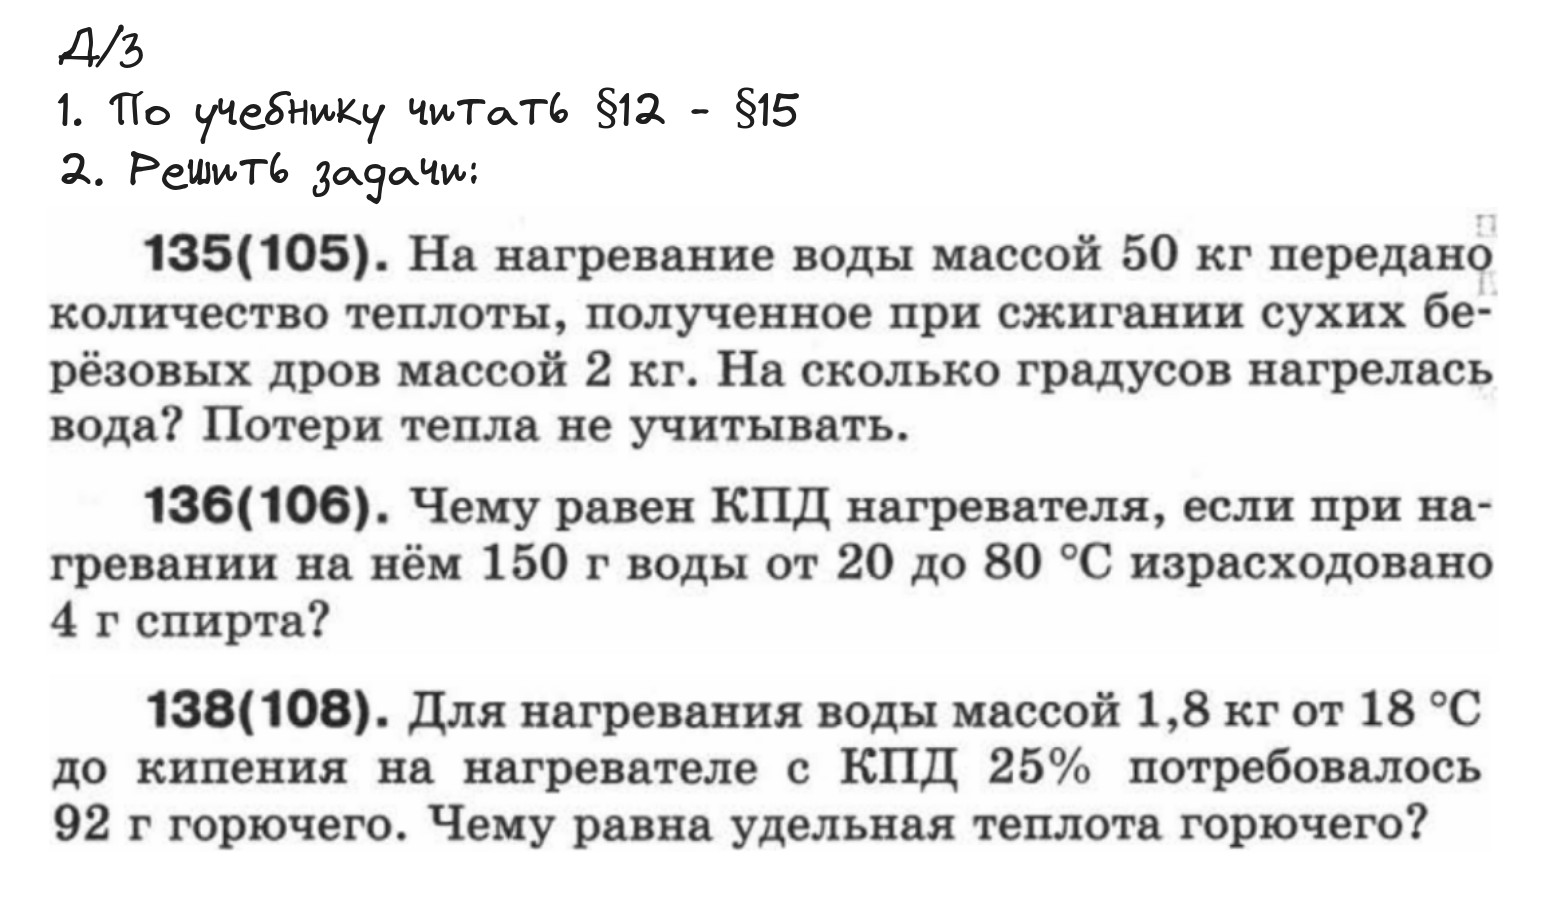 Д/З
1. По учебнику читать §12 - §15
2. Решить задачи:
135(105). На нагревание воды массой 50 кг передано
количество теплоты, полученное при сжигании сухих бе-
рёзовых дров массой 2 кг. На сколько градусов нагрелась
вода? Потери тепла не учитывать.
136(106). Чему равен КПД нагревателя, если при на-
гревании на нём 150 г воды от 20 до 80 °С израсходовано
4 г спирта?
138(108). Для нагревания воды массой 1,8 кг от 18 °С
до кипения на нагревателе с КПД 25% потребовалось
92 г горючего. Чему равна удельная теплота горючего?